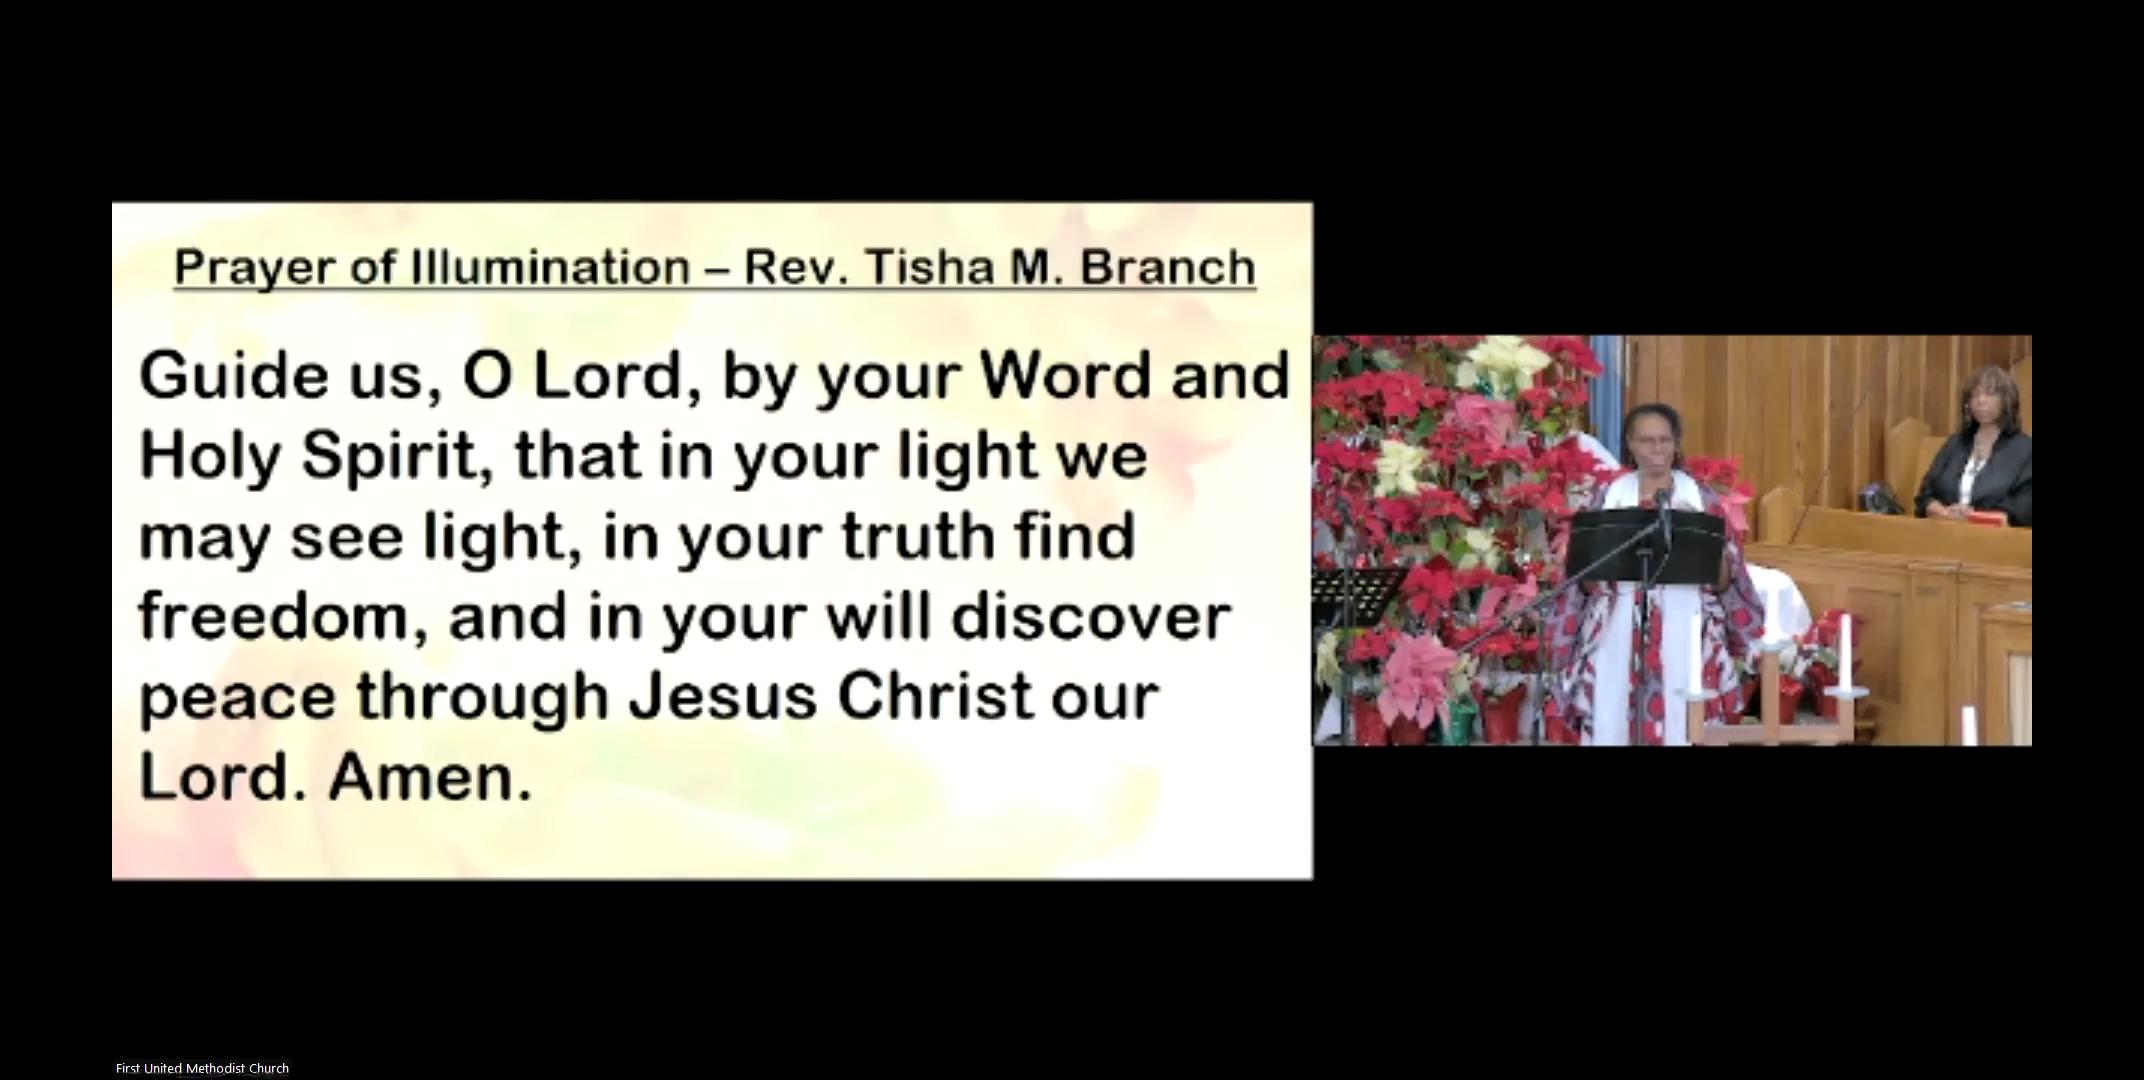 Prayer of Illumination – Rev. Tisha M. Branch
Guide us, O Lord, by your Word and
Holy Spirit, that in your light we
may see light, in your truth find
freedom, and in your will discover
peace through Jesus Christ our
Lord. Amen.
First United Methodist Church